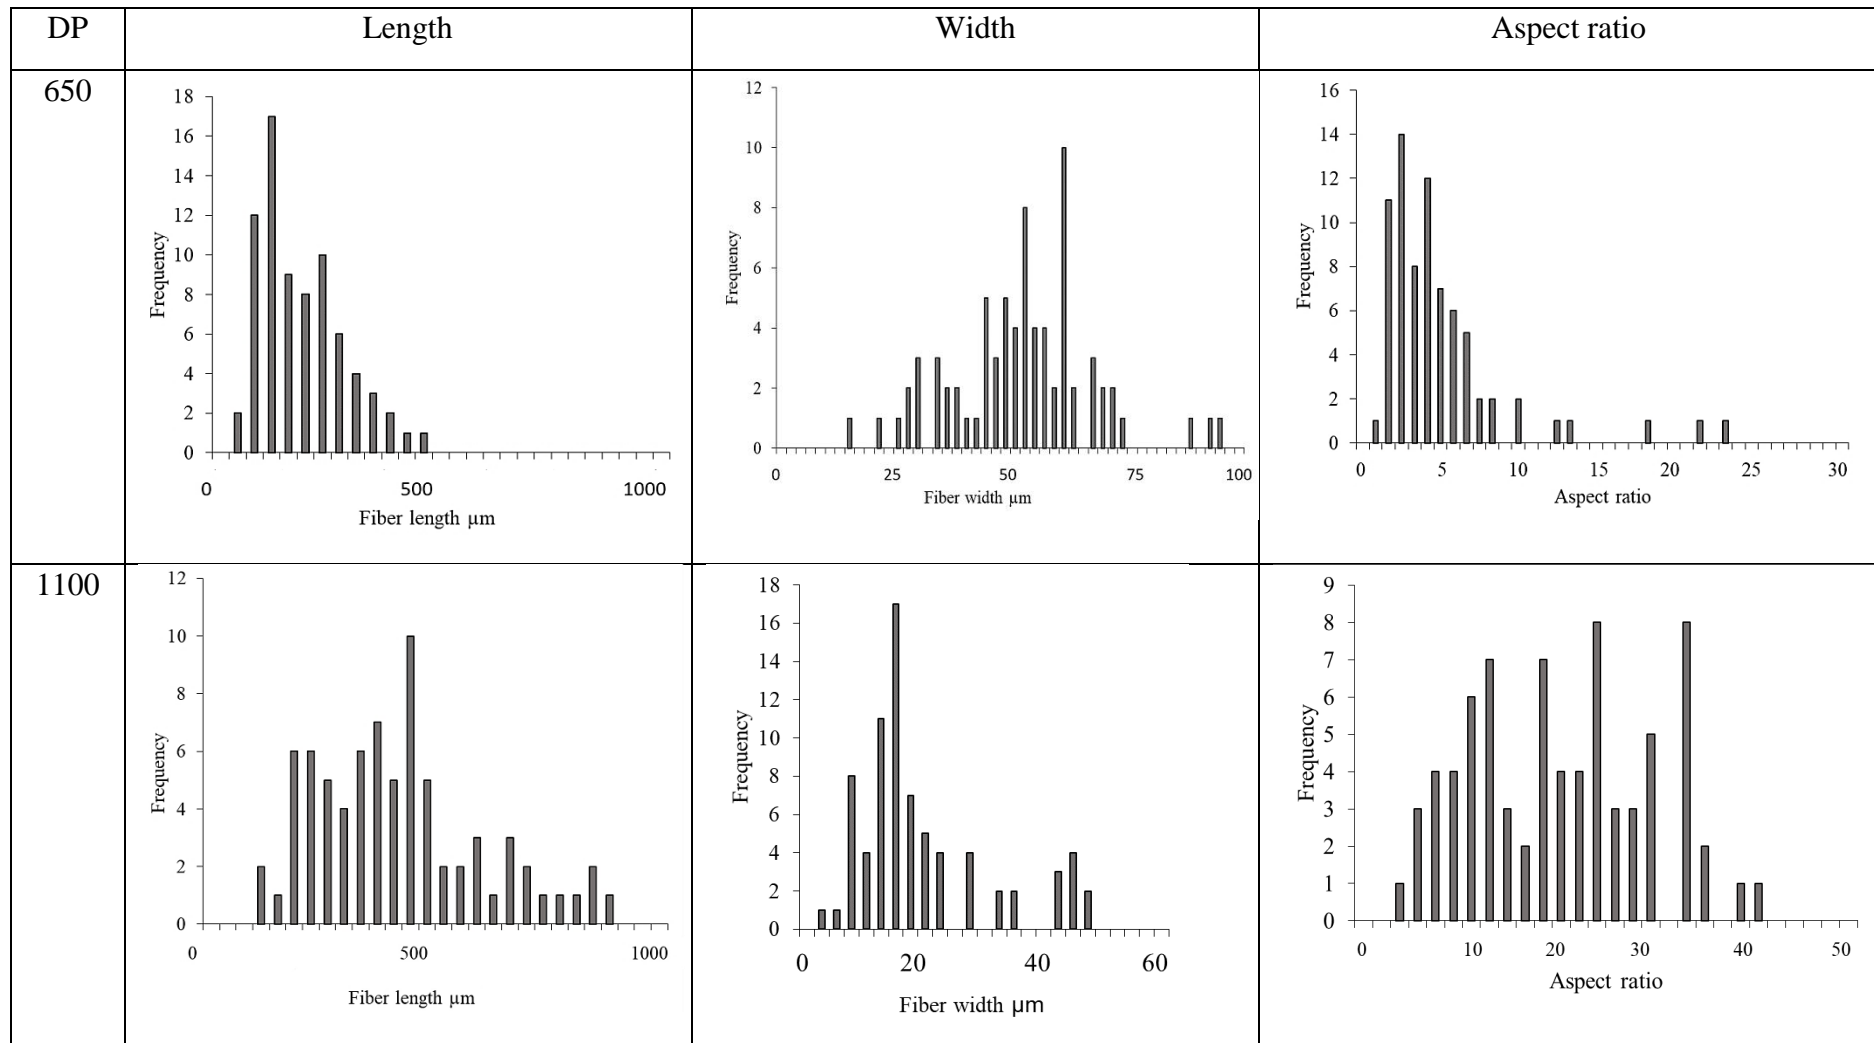 DP Length Width Aspect ratio
650
18
16
14
12
10
8
6
4
2
0
Frequency
0 500 1000
Fiber length µm
12
10
8
6
4
2
0
Frequency
0 25 50 75 100
Fiber width µm
16
14
12
10
8
6
4
2
0
Frequency
0 5 10 15 20 25 30
Aspect ratio
1100
12
10
8
6
4
2
0
Frequency
0 500 1000
Fiber length µm
18
16
14
12
10
8
6
4
2
0
Frequency
0 20 40 60
Fiber width µm
9
8
7
6
5
4
3
2
1
0
Frequency
0 10 20 30 40 50
Aspect ratio